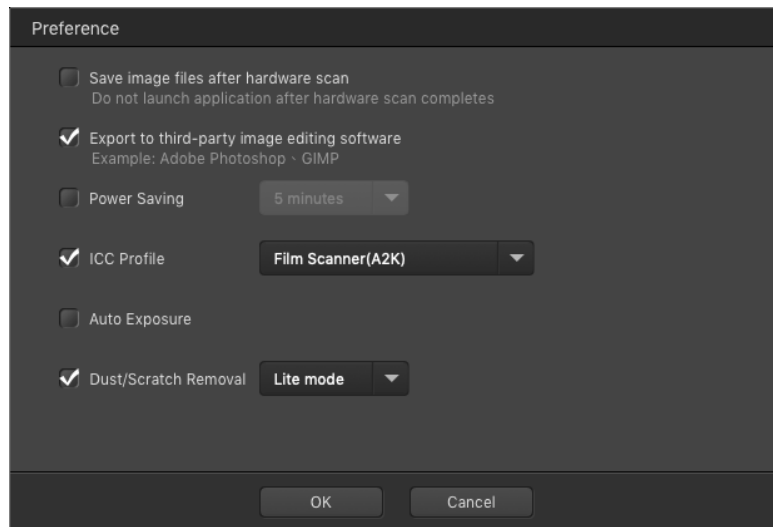 Preference
Save image files after hardware scan
Do not launch application after hardware scan completes
Export to third-party image editing software
Example: Adobe Photoshop、GIMP
Power Saving 5 minutes
ICC Profile Film Scanner(A2K)
Auto Exposure
Dust/Scratch Removal Lite mode
OK Cancel